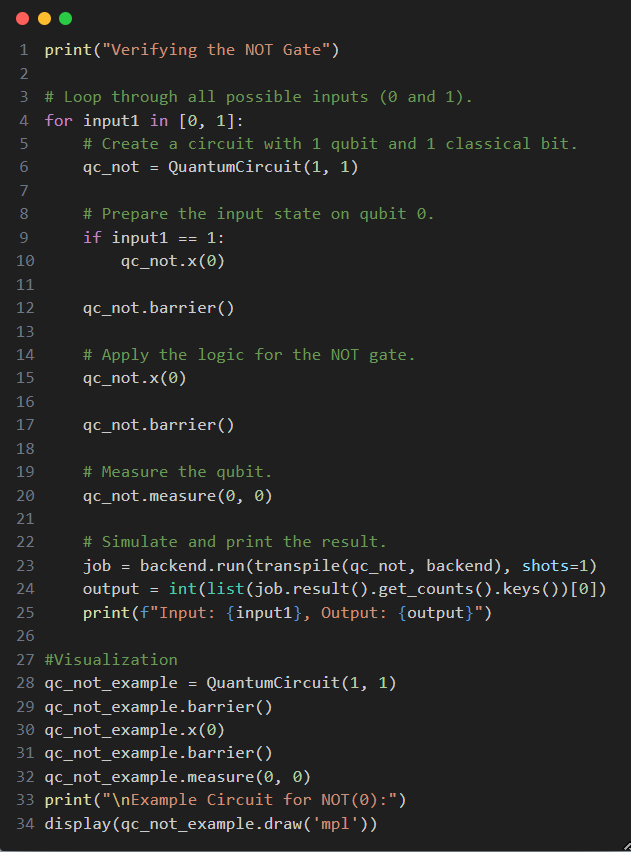 1 print("Verifying the NOT Gate")
2
3 # Loop through all possible inputs (0 and 1).
4 for input1 in [0, 1]:
5     # Create a circuit with 1 qubit and 1 classical bit.
6     qc_not = QuantumCircuit(1, 1)
7
8     # Prepare the input state on qubit 0.
9     if input1 == 1:
10         qc_not.x(0)
11
12     qc_not.barrier()
13
14     # Apply the logic for the NOT gate.
15     qc_not.x(0)
16
17     qc_not.barrier()
18
19     # Measure the qubit.
20     qc_not.measure(0, 0)
21
22     # Simulate and print the result.
23     job = backend.run(transpile(qc_not, backend), shots=1)
24     output = int(list(job.result().get_counts().keys())[0])
25     print(f"Input: {input1}, Output: {output}")
26
27 #Visualization
28 qc_not_example = QuantumCircuit(1, 1)
29 qc_not_example.barrier()
30 qc_not_example.x(0)
31 qc_not_example.barrier()
32 qc_not_example.measure(0, 0)
33 print("\nExample Circuit for NOT(0):")
34 display(qc_not_example.draw('mpl'))